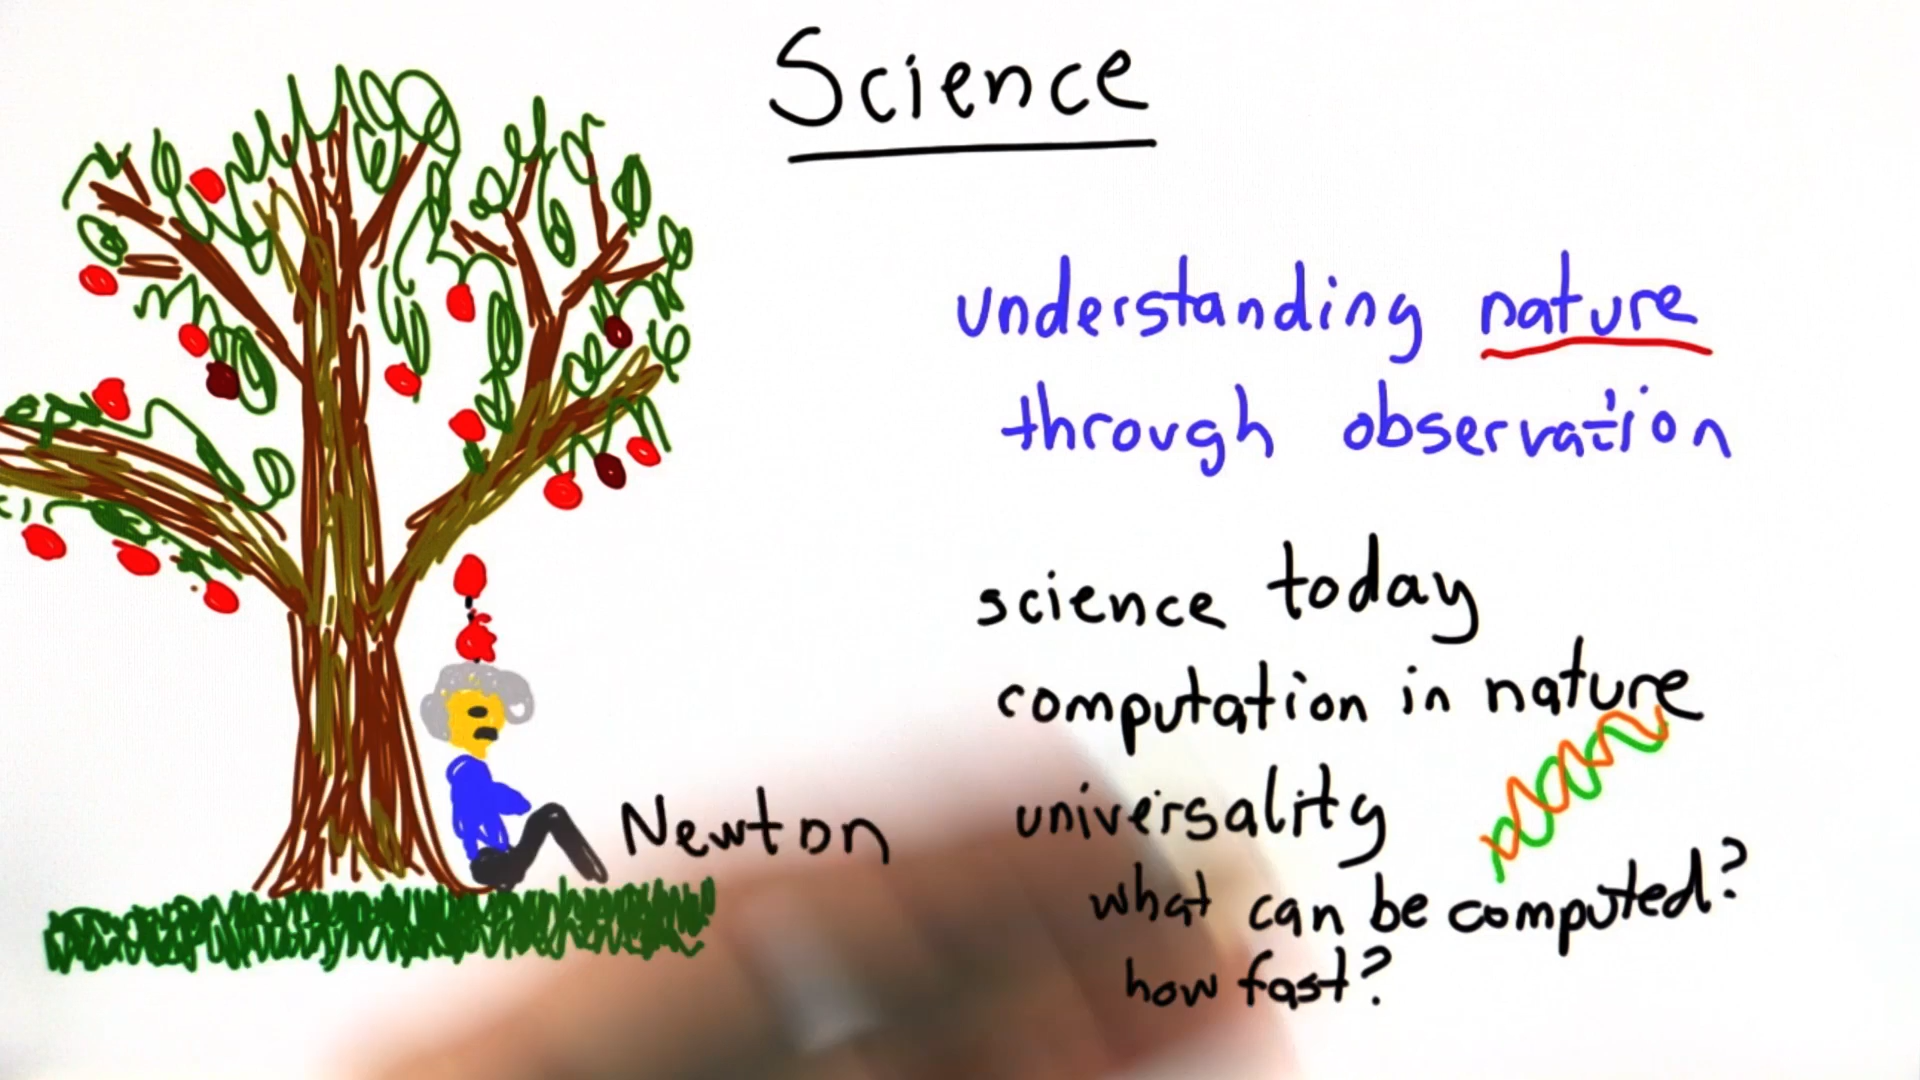 Science
understanding nature
through observation
science today
computation in nature
universality
what can be computed?
how fast?
Newton